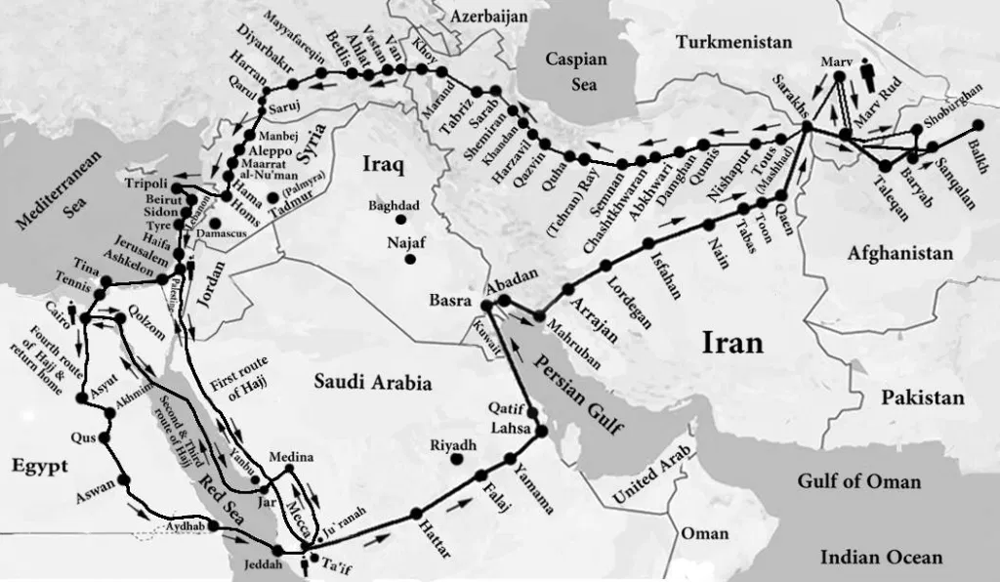 Azerbaijan
Caspian
Sea
Turkmenistan
Marv
Marv Rud
Shoburghan
Balkh
Sarakhs
Sanqalan
Baryab
Taleqan
Tous
(Mashhad)
Nishapur
Qumis
Damghan
Abkhwari
Chashtkhwaran
Semnan
(Tehran) Ray
Quha
Qazvin
Harzavil
Khandan
Shemiran
Sarab
Tabriz
Marand
Khoy
Van
Vastan
Ahlat
Betlis
Mayyafareqin
Diyarbakir
Harran
Qarul
Saruj
Manbej
Aleppo
Maarrat
al-Nu'man
Hama
Homs
Syria
(Palmyra)
Tadmur
Damascus
Lebanon
Tripoli
Beirut
Sidon
Tyre
Haifa
Jerusalem
Ashkelon
Palestine
Jordan
Mediterranean
Sea
Tina
Tennis
Cairo
Qolzom
Iraq
Baghdad
Najaf
Basra
Abadan
Kuwait
Mahruban
Arrajan
Lordegan
Isfahan
Nain
Tabas
Toon
Qaen
Afghanistan
Iran
Pakistan
Persian Gulf
Fourth route
of Hajj &
return home
First route
of Hajj
Second & Third
route of Hajj
Saudi Arabia
Asyut
Akhmim
Qus
Egypt
Aswan
Aydhab
Red Sea
Jeddah
Yanbu
Jar
Medina
Mecca
Ju'ranah
Ta'if
Riyadh
Qatif
Lahsa
Yamama
Falaj
Hattar
United Arab
Oman
Gulf of Oman
Indian Ocean